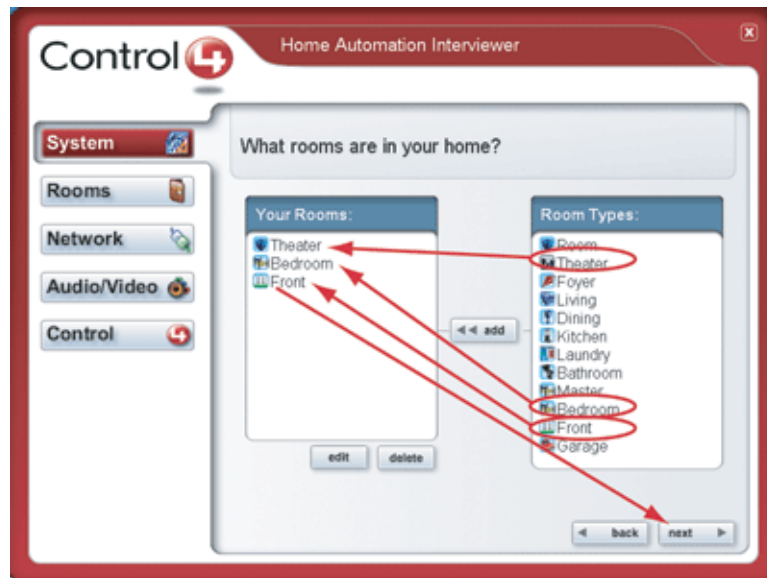 Control4
Home Automation Interviewer
x
System
Rooms
Network
Audio/Video
Control
What rooms are in your home?
Your Rooms:
Theater
Bedroom
Front
edit
delete
add
Room Types:
Room
Theater
Foyer
Living
Dining
Kitchen
Laundry
Bathroom
Master
Bedroom
Front
Garage
back
next